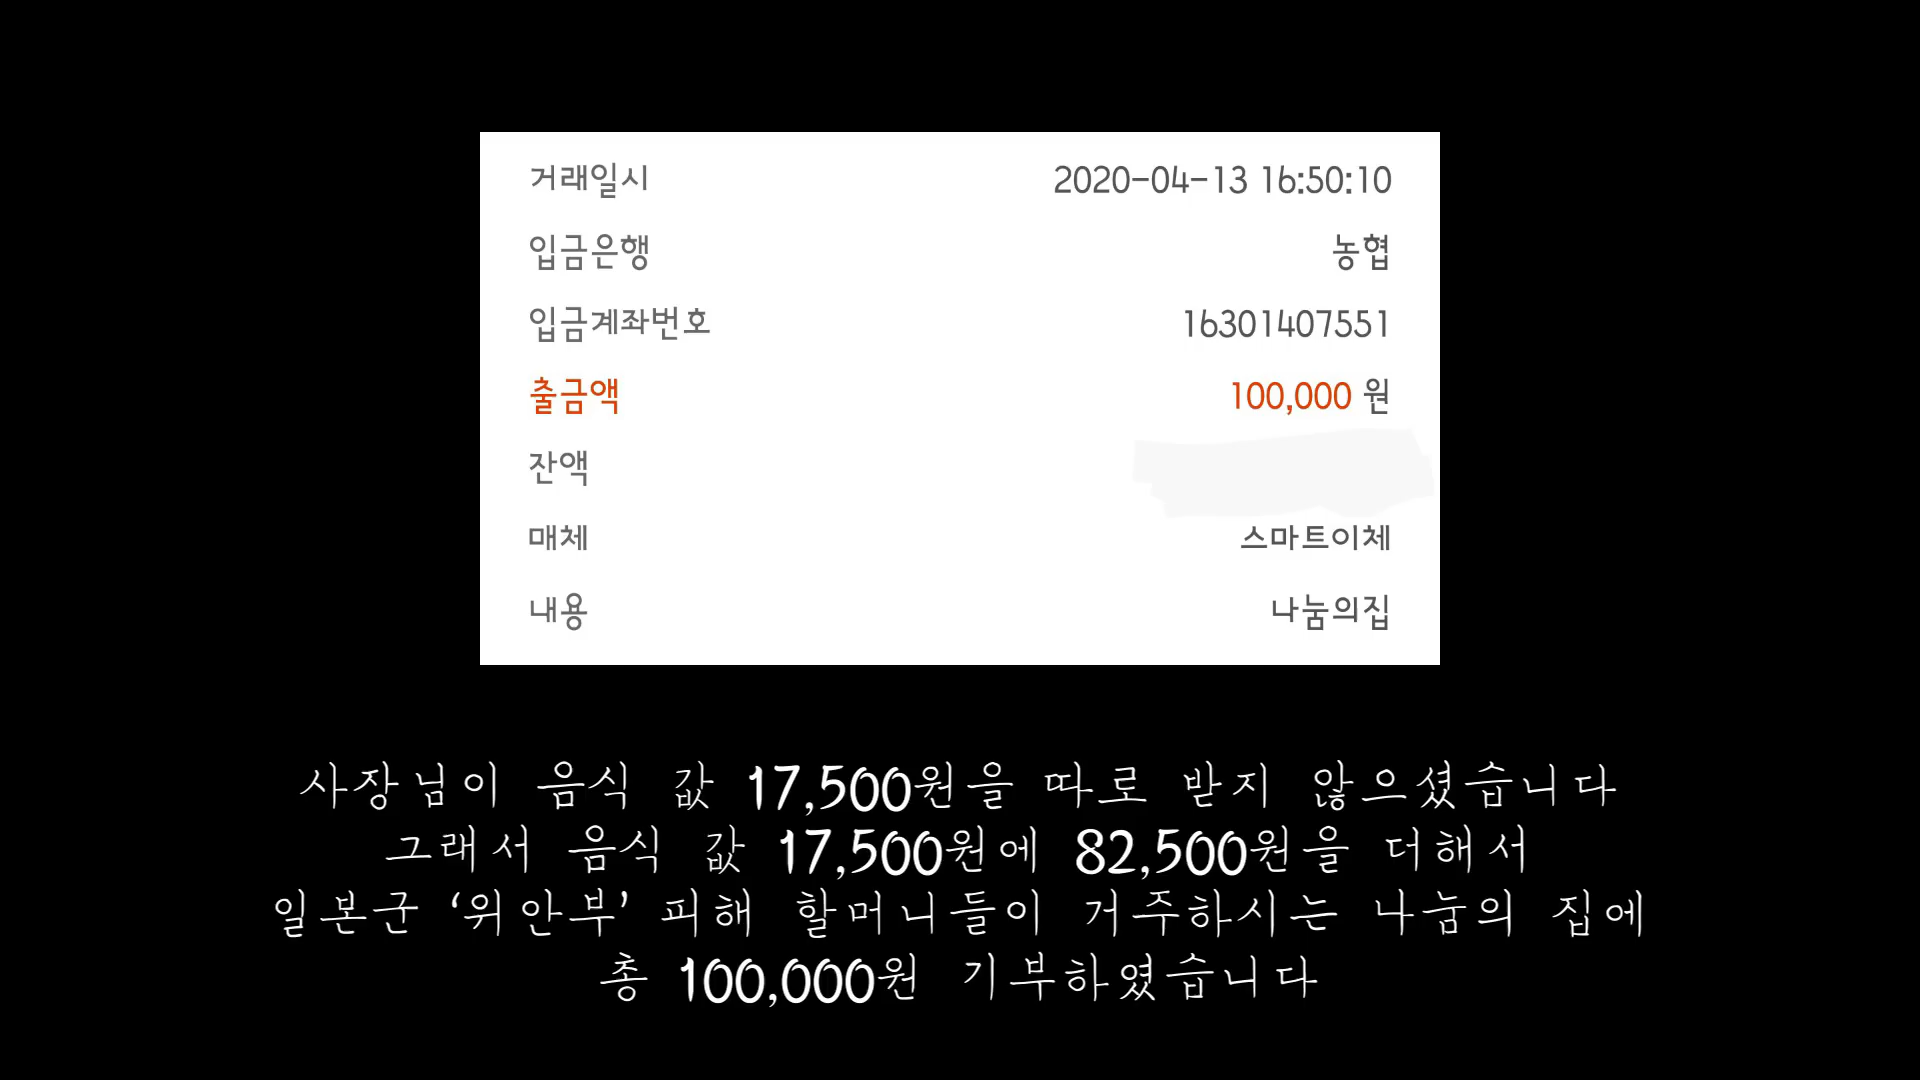 거래일시 2020-04-13 16:50:10
입금은행 농협
입금계좌번호 16301407551
출금액 100,000 원
잔액
매체 스마트이체
내용 나눔의집
사장님이 음식 값 17,500원을 따로 받지 않으셨습니다
그래서 음식 값 17,500원에 82,500원을 더해서
일본군 ‘위안부’ 피해 할머니들이 거주하시는 나눔의 집에
총 100,000원 기부하였습니다